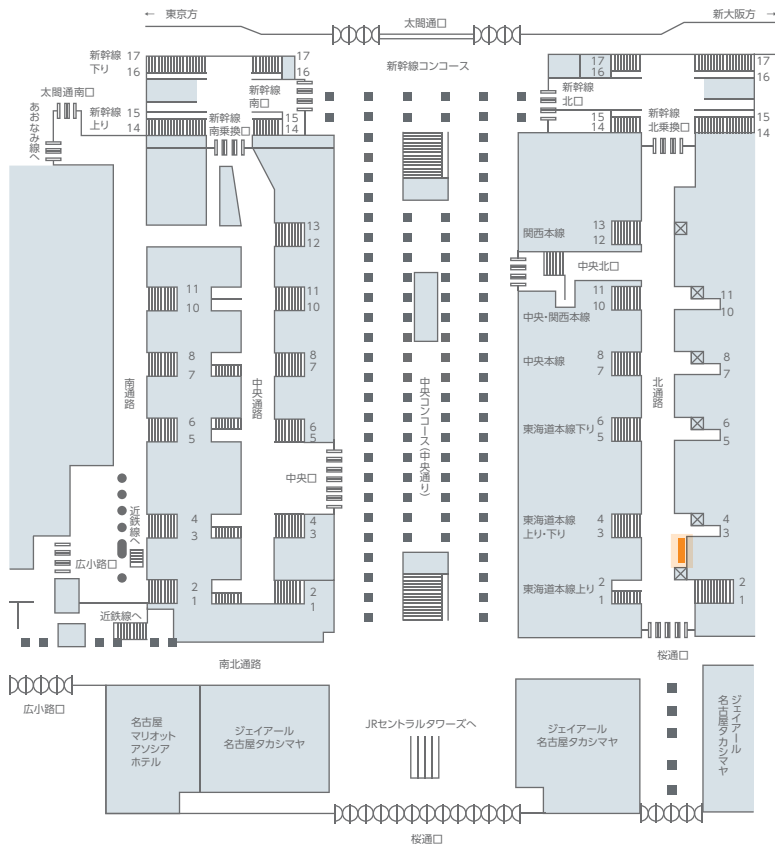 ← 東京方
太閤通口
新大阪方 →
新幹線
下り
17
16
17
16
新幹線コンコース
17
16
17
16
太閤通南口
新幹線
南口
新幹線
北口
あおなみ線へ
新幹線
上り
15
14
新幹線
南乗換口
15
14
15
14
新幹線
北乗換口
15
14
13
12
関西本線
13
12
中央北口
11
10
11
10
11
10
中央・関西本線
11
10
南通路
中央通路
8
7
8
7
中央本線
8
7
北通路
8
7
中央コンコース(中央通り)
6
5
6
5
東海道本線下り
6
5
6
5
中央口
近鉄線へ
4
3
4
3
東海道本線
上り・下り
4
3
4
3
広小路口
2
1
2
1
東海道本線上り
2
1
2
1
近鉄線へ
南北通路
桜通口
広小路口
名古屋
マリオット
アソシア
ホテル
ジェイアール
名古屋タカシマヤ
JRセントラルタワーズへ
ジェイアール
名古屋タカシマヤ
ジェイアール
名古屋タカシマヤ
桜通口